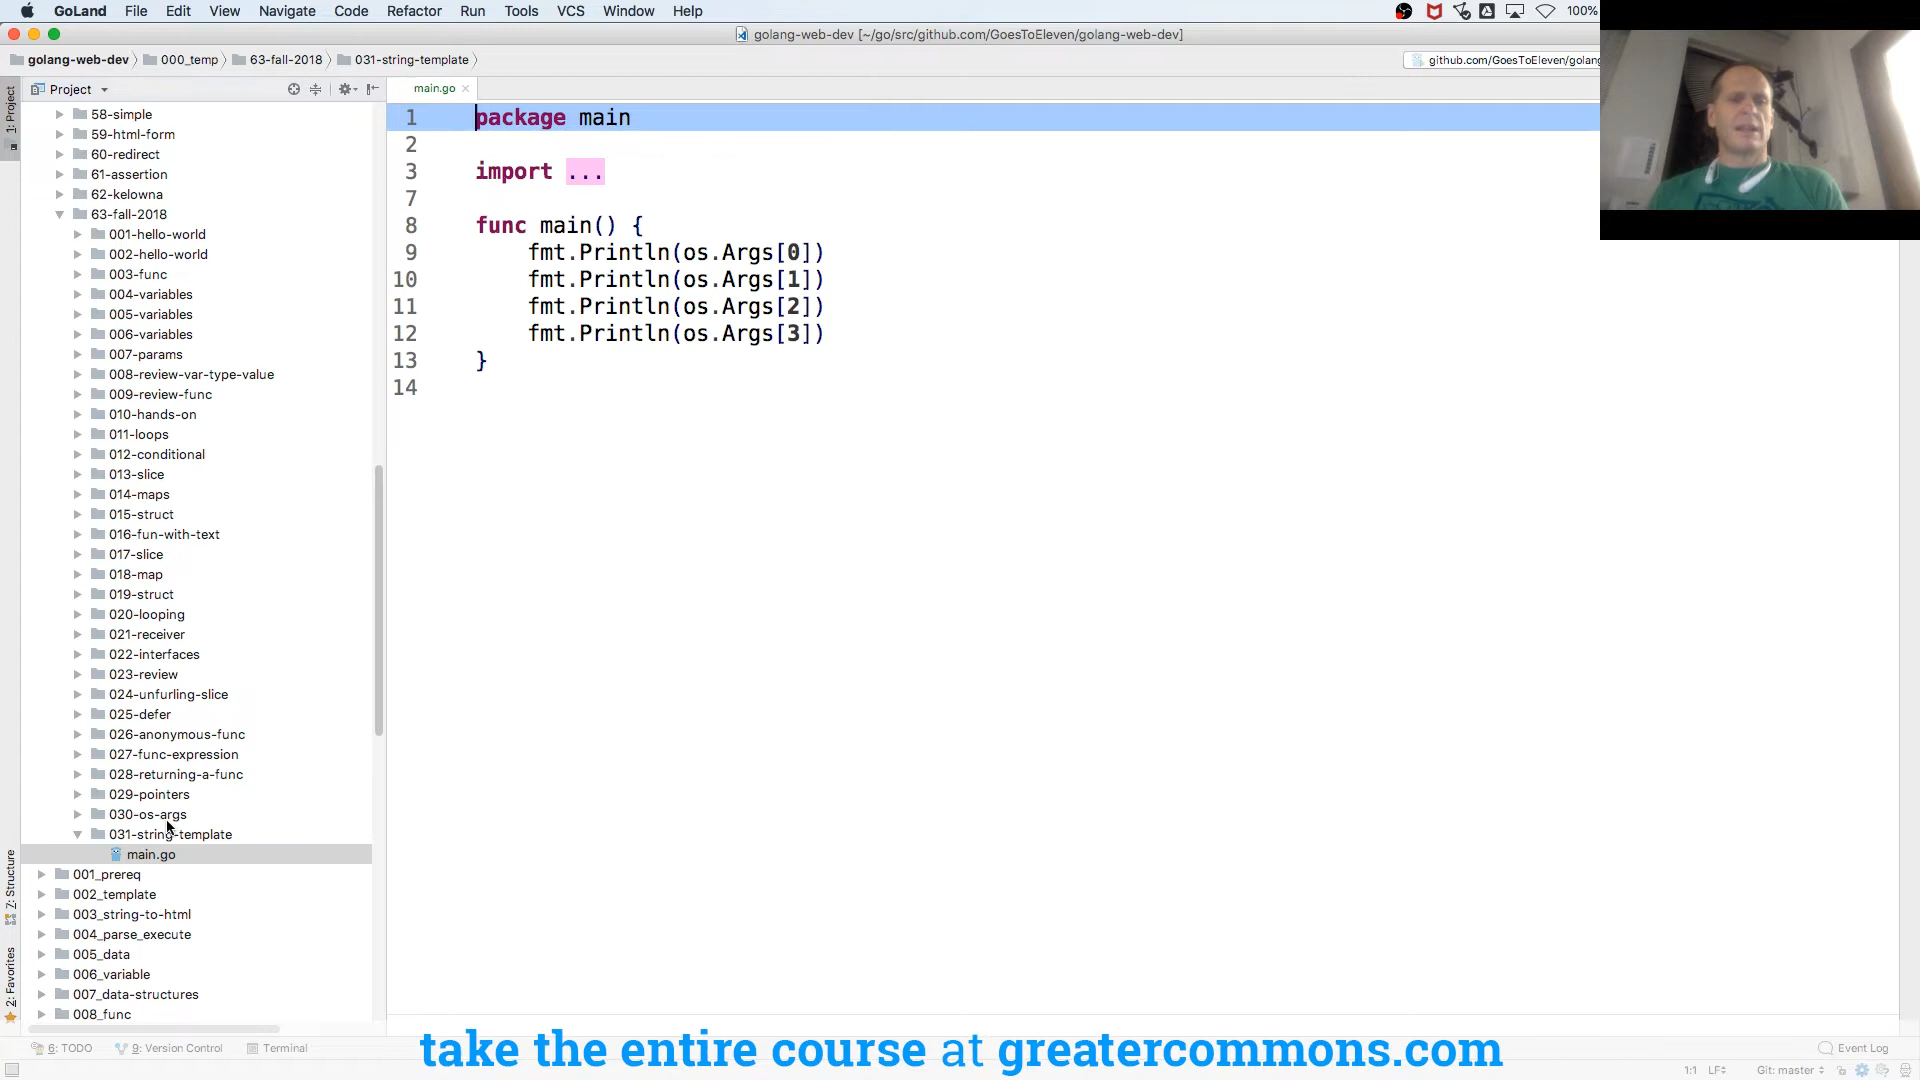 GoLand File Edit View Navigate Code Refactor Run Tools VCS Window Help 100%
golang-web-dev [~/go/src/github.com/GoesToEleven/golang-web-dev]
golang-web-dev 000_temp 63-fall-2018 031-string-template github.com/GoesToEleven/golang
1: Project
Project
58-simple
59-html-form
60-redirect
61-assertion
62-kelowna
63-fall-2018
001-hello-world
002-hello-world
003-func
004-variables
005-variables
006-variables
007-params
008-review-var-type-value
009-review-func
010-hands-on
011-loops
012-conditional
013-slice
014-maps
015-struct
016-fun-with-text
017-slice
018-map
019-struct
020-looping
021-receiver
022-interfaces
023-review
024-unfurling-slice
025-defer
026-anonymous-func
027-func-expression
028-returning-a-func
029-pointers
030-os-args
031-string-template
main.go
001_prereq
002_template
003_string-to-html
004_parse_execute
005_data
006_variable
007_data-structures
008_func
7: Structure
2: Favorites
main.go
1 package main
2
3 import ...
7
8 func main() {
9 fmt.Println(os.Args[0])
10 fmt.Println(os.Args[1])
11 fmt.Println(os.Args[2])
12 fmt.Println(os.Args[3])
13 }
14
6: TODO 9: Version Control Terminal
take the entire course at greatercommons.com
Event Log
1:1 LF Git: master